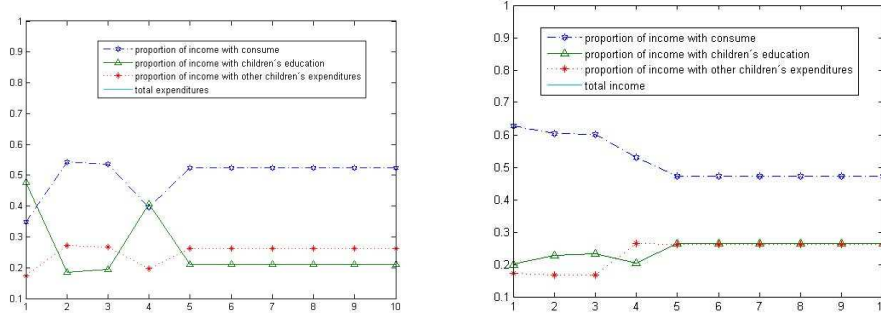 1
0.9
0.8
0.7
0.6
0.5
0.4
0.3
0.2
0.1
1 2 3 4 5 6 7 8 9 10
proportion of income with consume
proportion of income with children´s education
proportion of income with other children´s expenditures
total expenditures
1
0.9
0.8
0.7
0.6
0.5
0.4
0.3
0.2
0.1
1 2 3 4 5 6 7 8 9 1
proportion of income with consume
proportion of income with children´s education
proportion of income with other children´s expenditures
total income